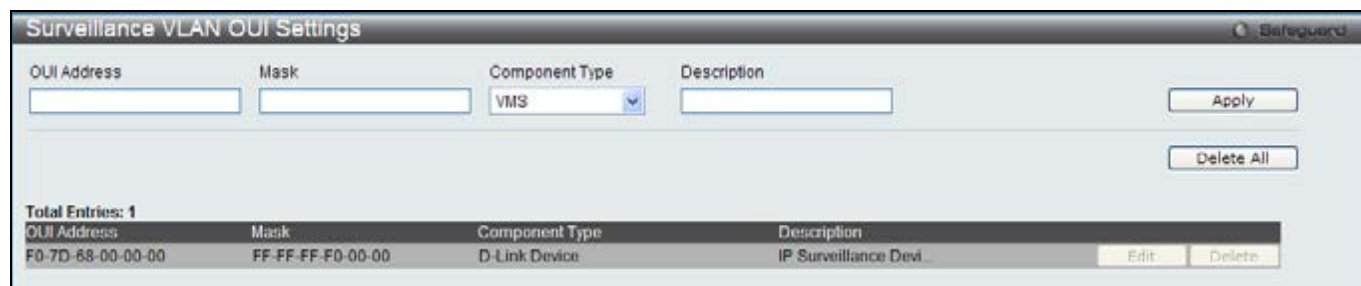 Surveillance VLAN OUI Settings
Safeguard
OUI Address Mask Component Type Description
VMS
Apply
Delete All
Total Entries: 1
OUI Address Mask Component Type Description
F0-7D-68-00-00-00 FF-FF-FF-F0-00-00 D-Link Device IP Surveillance Devi... Edit Delete